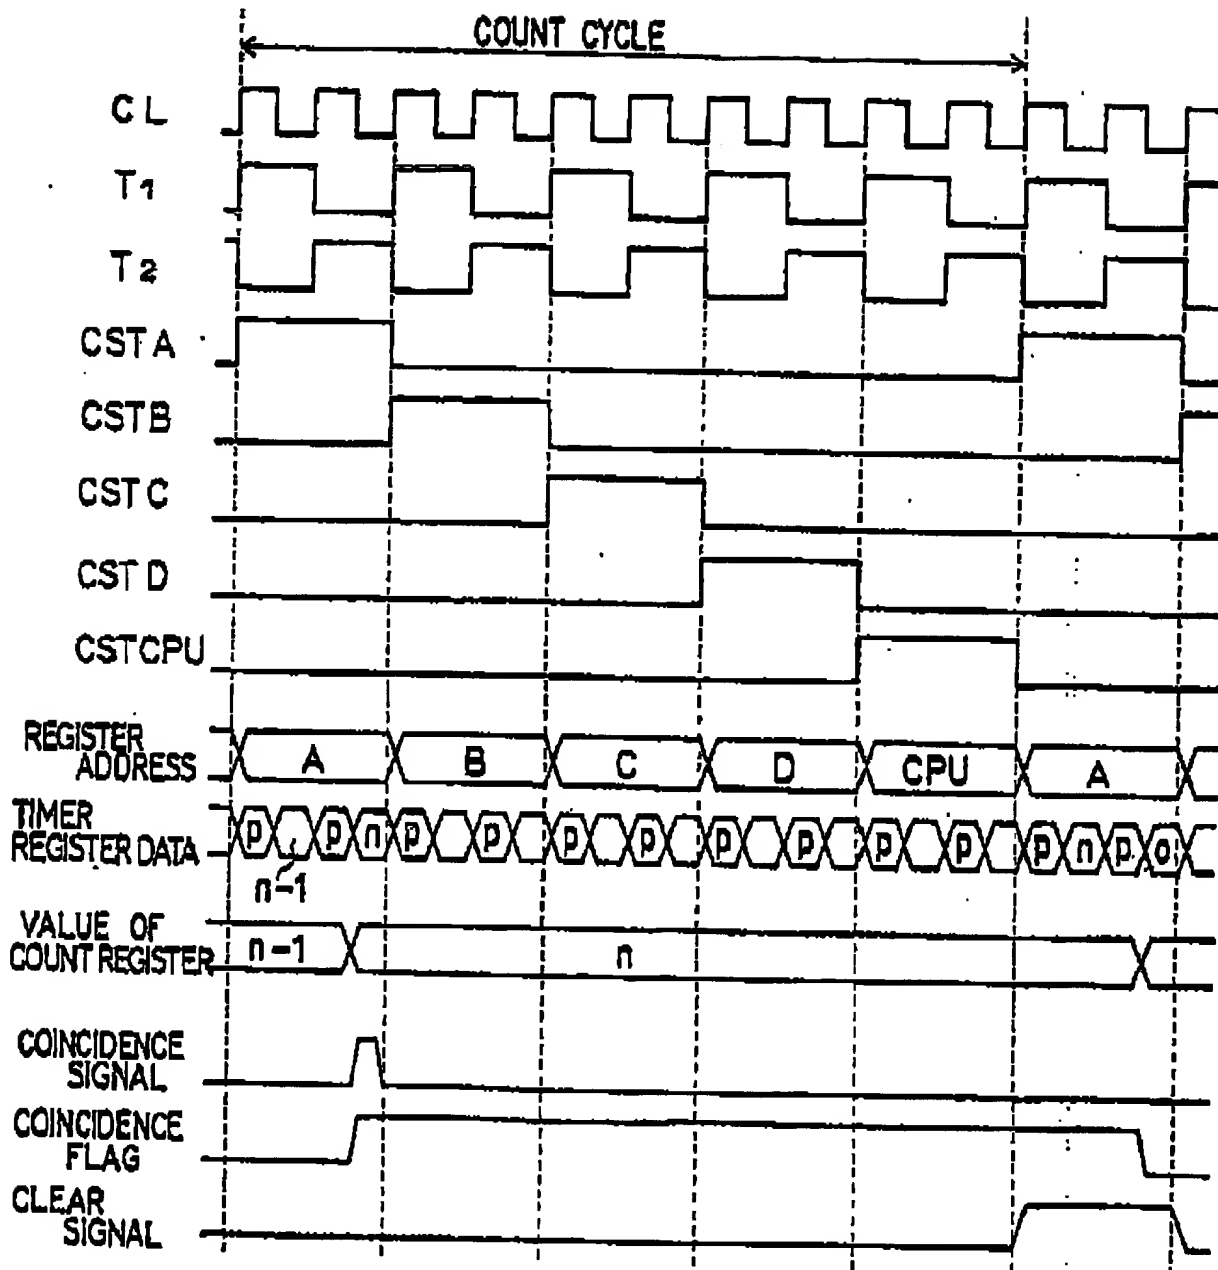 COUNT CYCLE
CL
T1
T2
CSTA
CSTB
CSTC
CSTD
CSTCPU
REGISTER
ADDRESS
A B C D CPU A
TIMER
REGISTER DATA
p p n p p p p p p p p p n p o
n-1
VALUE OF
COUNT REGISTER
n-1 n
COINCIDENCE
SIGNAL
COINCIDENCE
FLAG
CLEAR
SIGNAL